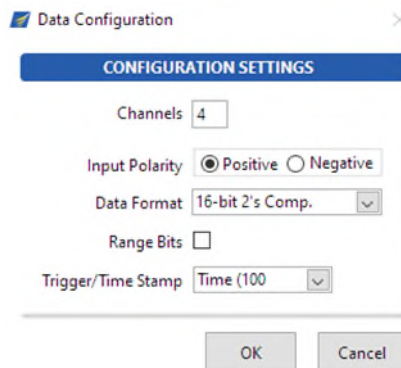 Data Configuration
CONFIGURATION SETTINGS
Channels 4
Input Polarity Positive Negative
Data Format 16-bit 2's Comp.
Range Bits
Trigger/Time Stamp Time (100
OK Cancel